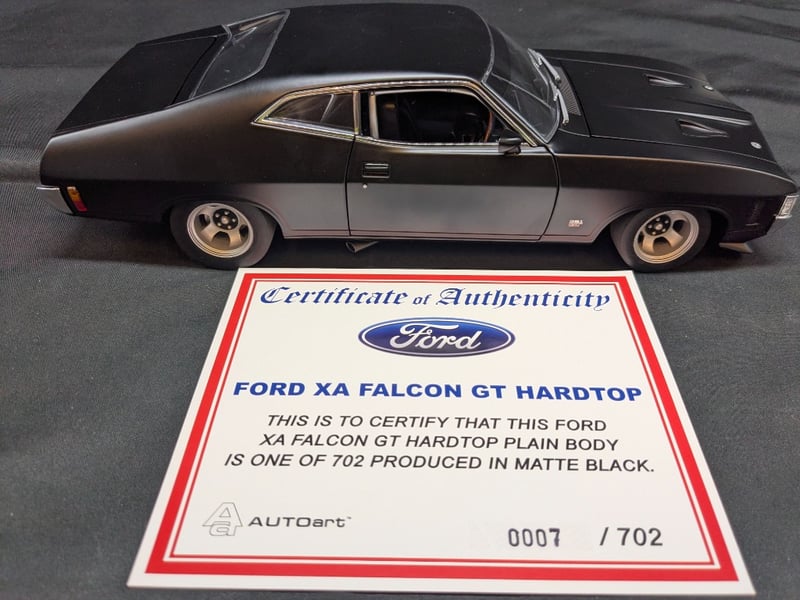 Certificate of Authenticity
Ford
FORD XA FALCON GT HARDTOP
THIS IS TO CERTIFY THAT THIS FORD
XA FALCON GT HARDTOP PLAIN BODY
IS ONE OF 702 PRODUCED IN MATTE BLACK.
AUTOart™
0007 / 702